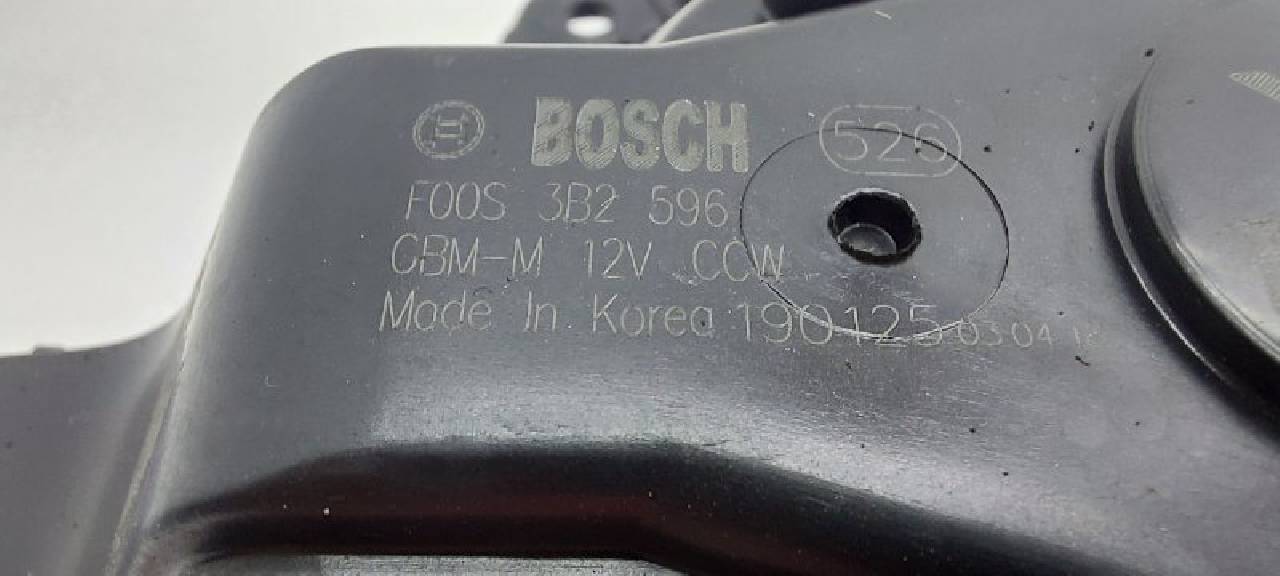 BOSCH 526
F00S 3B2 596
CBM-M 12V CCW
Made In Korea 190125 03 04